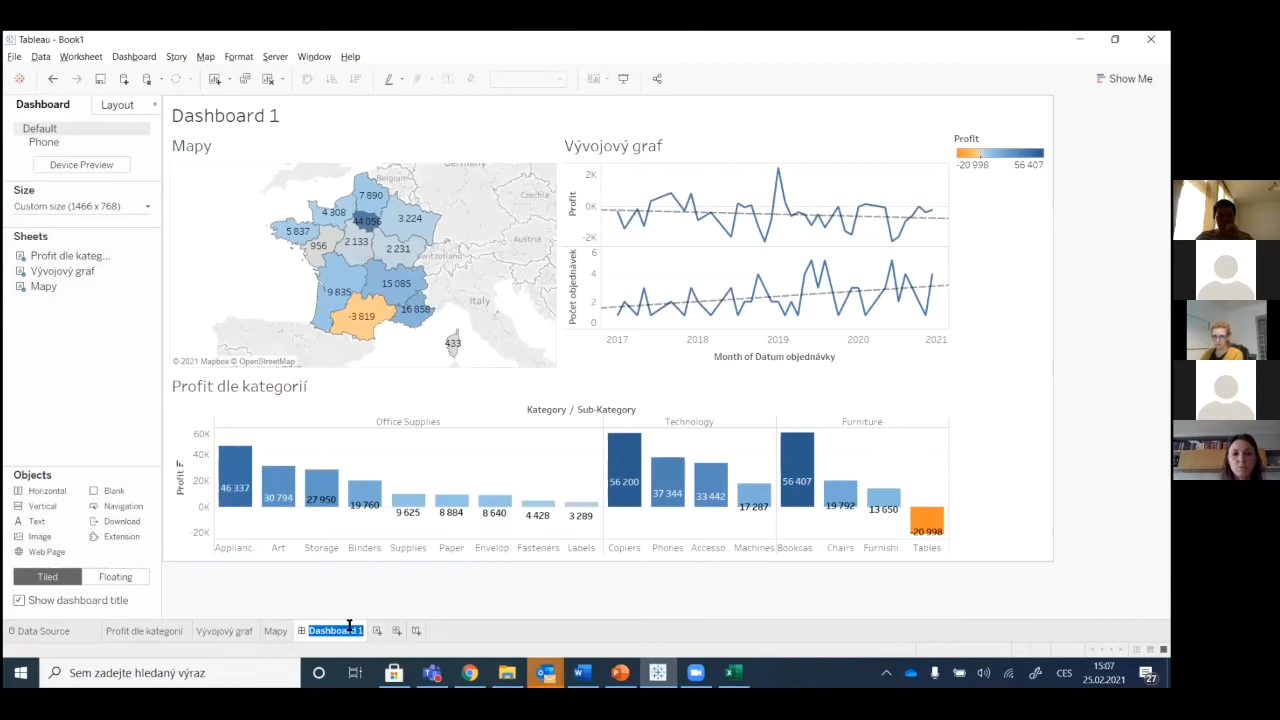 Tableau - Book1
File Data Worksheet Dashboard Story Map Format Server Window Help
Show Me
Dashboard Layout
Default
Phone
Device Preview
Size
Custom size (1466 x 768)
Sheets
Profit dle kateg...
Vývojový graf
Mapy
Objects
Horizontal Blank
Vertical Navigation
Text Download
Image Extension
Web Page
Tiled Floating
Show dashboard title
Dashboard 1
Mapy
Belgium
Germany
Czechia
Austria
Switzerland
Italy
7 890
4 308
44 056
3 224
5 837
956
2 133
2 231
9 835
15 085
-3 819
16 858
433
© 2021 Mapbox © OpenStreetMap
Vývojový graf
Profit
2K
0K
-2K
Počet objednávek
6
4
2
0
2017 2018 2019 2020 2021
Month of Datum objednávky
Profit
-20 998 56 407
Profit dle kategorií
Kategory / Sub-Kategory
Office Supplies Technology Furniture
Profit
60K
40K
20K
0K
-20K
46 337 30 794 27 950 19 760 9 625 8 884 8 640 4 428 3 289 56 200 37 344 33 442 17 287 56 407 19 792 13 650 -20 998
Applianc.. Art Storage Binders Supplies Paper Envelop.. Fasteners Labels Copiers Phones Accesso.. Machines Bookcas.. Chairs Furnishi.. Tables
Data Source Profit dle kategorií Vývojový graf Mapy Dashboard 1
Sem zadejte hledaný výraz
CES
15:07
25.02.2021
27